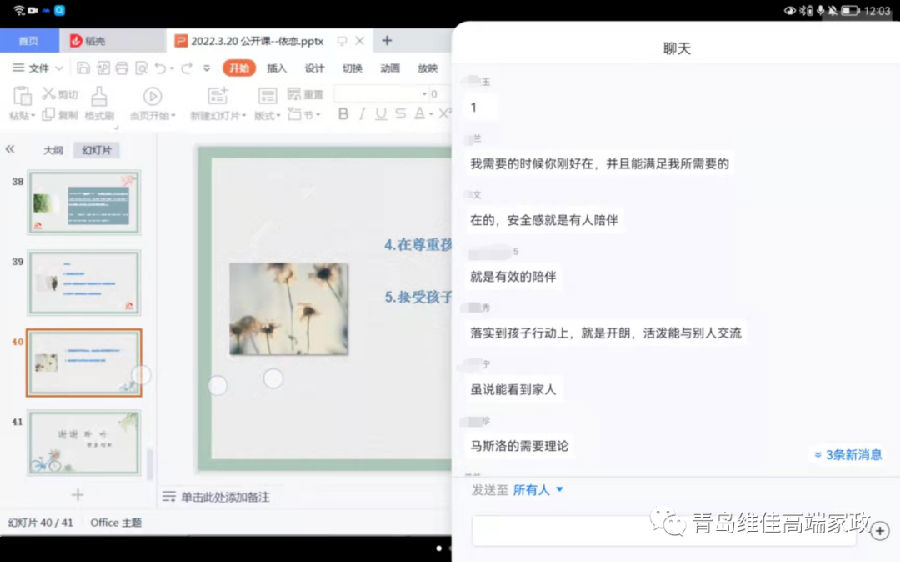 12:03
首页
稻壳
2022.3.20 公开课--依恋.pptx
文件
开始
插入
设计
切换
动画
放映
粘贴
剪切
复制
格式刷
当页开始
新建幻灯片
版式
重置
节
0
B I U S A X²
大纲
幻灯片
38
39
40
41
4.在尊重孩
5.接受孩子
单击此处添加备注
幻灯片 40 / 41
Office 主题
聊天
玉
1
兰
我需要的时候你刚好在，并且能满足我所需要的
文
在的，安全感就是有人陪伴
5
就是有效的陪伴
秀
落实到孩子行动上，就是开朗，活泼能与别人交流
宁
虽说能看到家人
珍
马斯洛的需要理论
3条新消息
发送至 所有人
青岛维佳高端家政